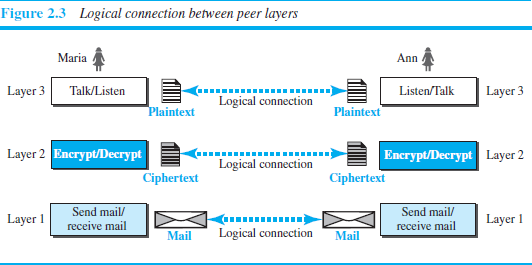 Figure 2.3 Logical connection between peer layers
Maria
Ann
Layer 3
Talk/Listen
Plaintext
Logical connection
Plaintext
Listen/Talk
Layer 3
Layer 2
Encrypt/Decrypt
Ciphertext
Logical connection
Ciphertext
Encrypt/Decrypt
Layer 2
Layer 1
Send mail/
receive mail
Mail
Logical connection
Mail
Send mail/
receive mail
Layer 1